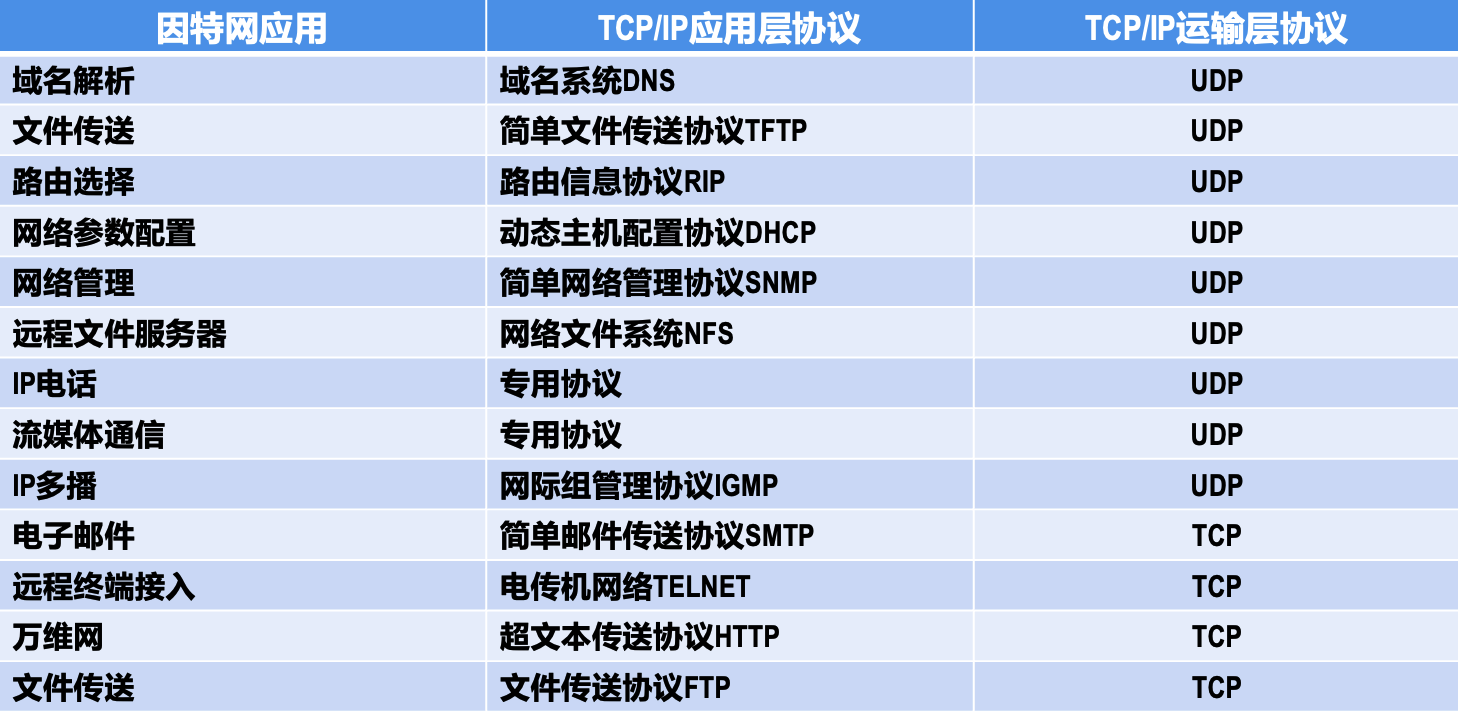 因特网应用 TCP/IP应用层协议 TCP/IP运输层协议
域名解析 域名系统DNS UDP
文件传送 简单文件传送协议TFTP UDP
路由选择 路由信息协议RIP UDP
网络参数配置 动态主机配置协议DHCP UDP
网络管理 简单网络管理协议SNMP UDP
远程文件服务器 网络文件系统NFS UDP
IP电话 专用协议 UDP
流媒体通信 专用协议 UDP
IP多播 网际组管理协议IGMP UDP
电子邮件 简单邮件传送协议SMTP TCP
远程终端接入 电传机网络TELNET TCP
万维网 超文本传送协议HTTP TCP
文件传送 文件传送协议FTP TCP